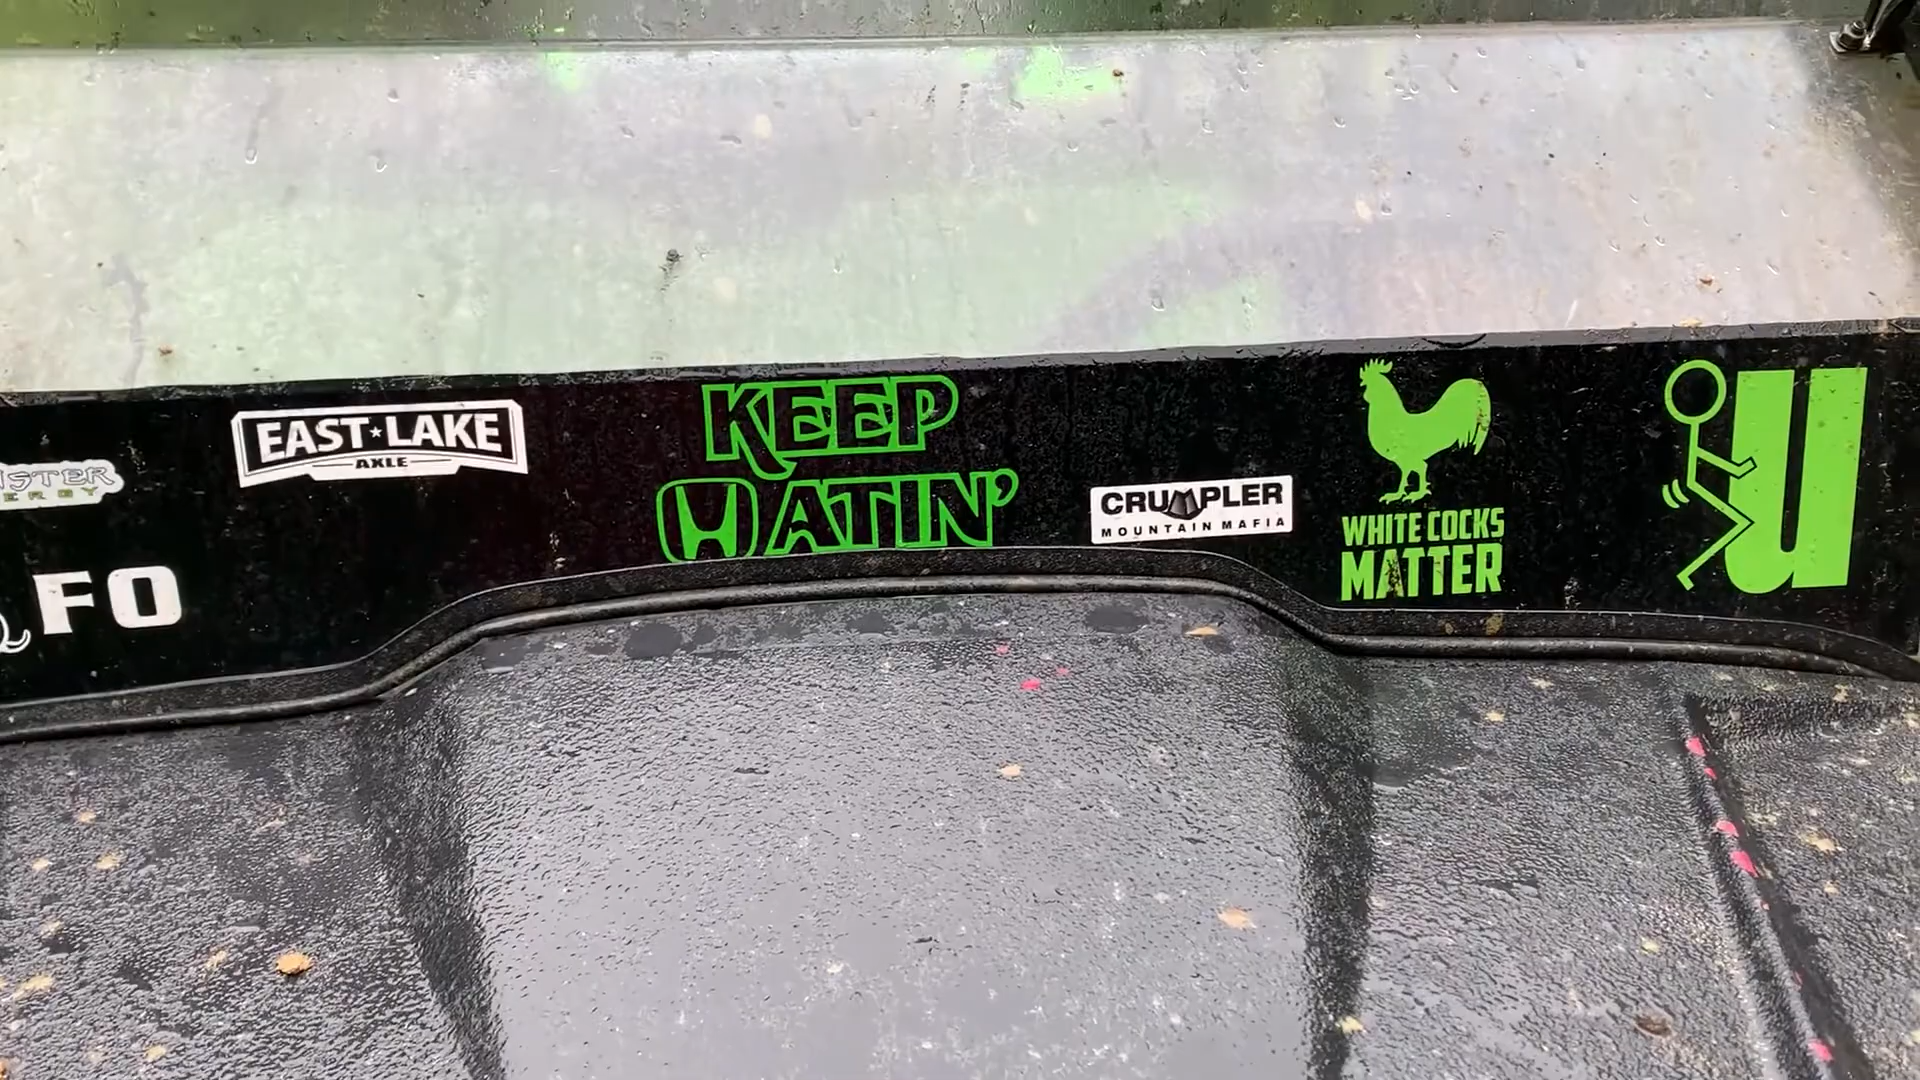 EAST★LAKE
AXLE
KEEP
HATIN'
CRUMPLER
MOUNTAIN MAFIA
WHITE COCKS
MATTER
U
FO